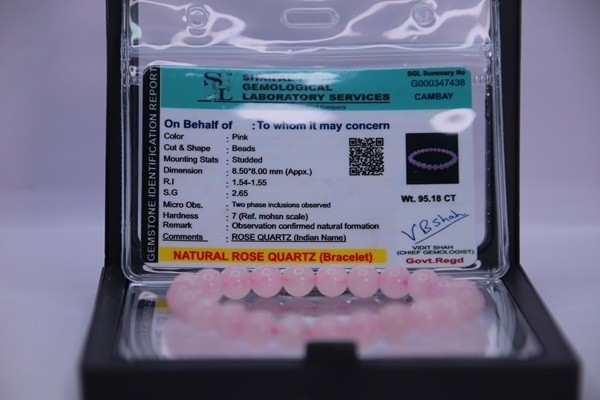 GEMSTONE IDENTIFICATION REPORT
GEMOLOGICAL
LABORATORY SERVICES
SGL Summary No
G000347438
CAMBAY
On Behalf of : To whom it may concern
Color : Pink
Cut & Shape : Beads
Mounting Stats : Studded
Dimension : 8.50*8.00 mm (Appx.)
R.I : 1.54-1.55
S.G : 2.65
Micro Obs. : Two phase inclusions observed
Hardness : 7 (Ref. mohsn scale)
Remark : Observation confirmed natural formation
Comments : ROSE QUARTZ (Indian Name)
NATURAL ROSE QUARTZ (Bracelet)
Wt. 95.18 CT
VBShah
VIDIT SHAH
(CHIEF GEMOLOGIST)
Govt.Regd